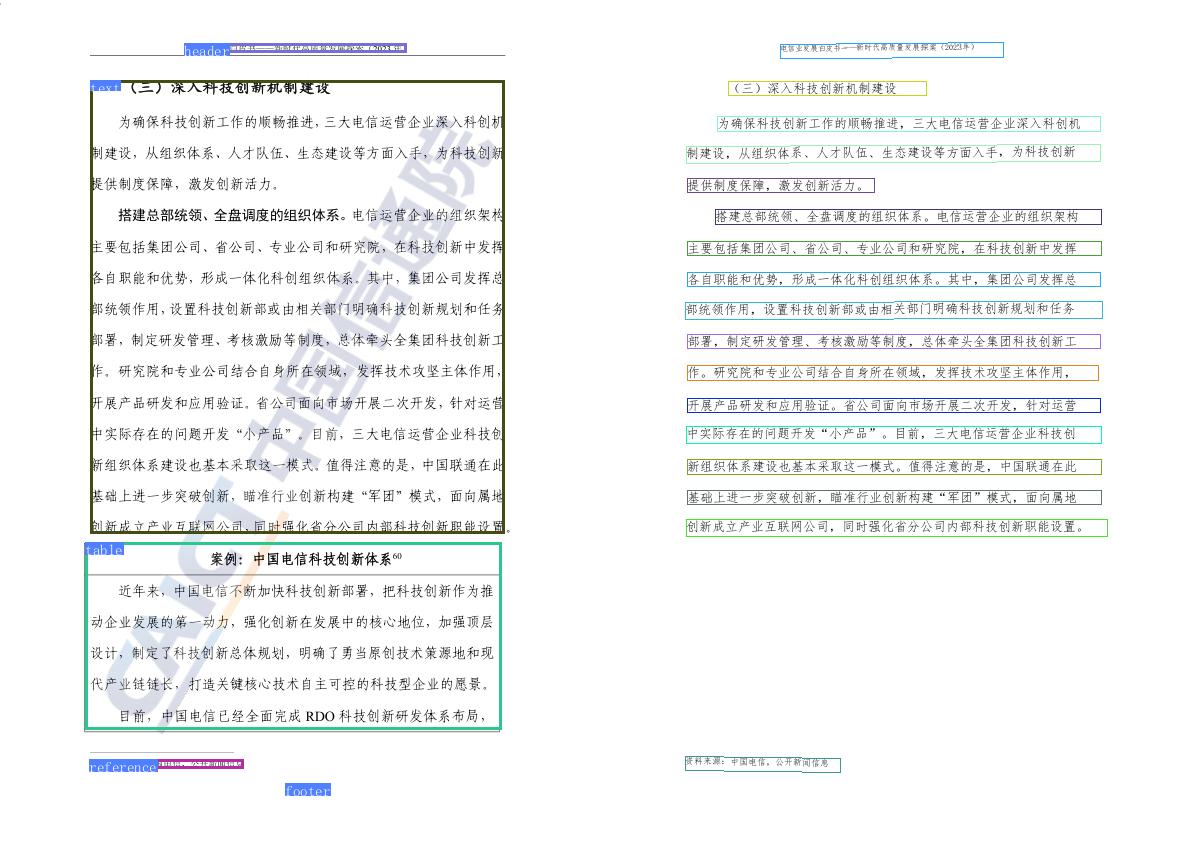 header
text
（三）深入科技创新机制建设
为确保科技创新工作的顺畅推进，三大电信运营企业深入科创机
制建设，从组织体系、人才队伍、生态建设等方面入手，为科技创新
提供制度保障，激发创新活力。
搭建总部统领、全盘调度的组织体系。电信运营企业的组织架构
主要包括集团公司、省公司、专业公司和研究院，在科技创新中发挥
各自职能和优势，形成一体化科创组织体系。其中，集团公司发挥总
部统领作用，设置科技创新部或由相关部门明确科技创新规划和任务
部署，制定研发管理、考核激励等制度，总体牵头全集团科技创新工
作。研究院和专业公司结合自身所在领域，发挥技术攻坚主体作用，
开展产品研发和应用验证。省公司面向市场开展二次开发，针对运营
中实际存在的问题开发“小产品”。目前，三大电信运营企业科技创
新组织体系建设也基本采取这一模式。值得注意的是，中国联通在此
基础上进一步突破创新，瞄准行业创新构建“军团”模式，面向属地
创新成立产业互联网公司，同时强化省分公司内部科技创新职能设置。
table
案例：中国电信科技创新体系60
近年来，中国电信不断加快科技创新部署，把科技创新作为推
动企业发展的第一动力，强化创新在发展中的核心地位，加强顶层
设计，制定了科技创新总体规划，明确了勇当原创技术策源地和现
代产业链链长，打造关键核心技术自主可控的科技型企业的愿景。
目前，中国电信已经全面完成 RDO 科技创新研发体系布局，
reference
footer
CAICT 中国信通院
电信业发展白皮书——新时代高质量发展探索（2023年）
（三）深入科技创新机制建设
为确保科技创新工作的顺畅推进，三大电信运营企业深入科创机
制建设，从组织体系、人才队伍、生态建设等方面入手，为科技创新
提供制度保障，激发创新活力。
搭建总部统领、全盘调度的组织体系。电信运营企业的组织架构
主要包括集团公司、省公司、专业公司和研究院，在科技创新中发挥
各自职能和优势，形成一体化科创组织体系。其中，集团公司发挥总
部统领作用，设置科技创新部或由相关部门明确科技创新规划和任务
部署，制定研发管理、考核激励等制度，总体牵头全集团科技创新工
作。研究院和专业公司结合自身所在领域，发挥技术攻坚主体作用，
开展产品研发和应用验证。省公司面向市场开展二次开发，针对运营
中实际存在的问题开发“小产品”。目前，三大电信运营企业科技创
新组织体系建设也基本采取这一模式。值得注意的是，中国联通在此
基础上进一步突破创新，瞄准行业创新构建“军团”模式，面向属地
创新成立产业互联网公司，同时强化省分公司内部科技创新职能设置。
资料来源：中国电信，公开新闻信息